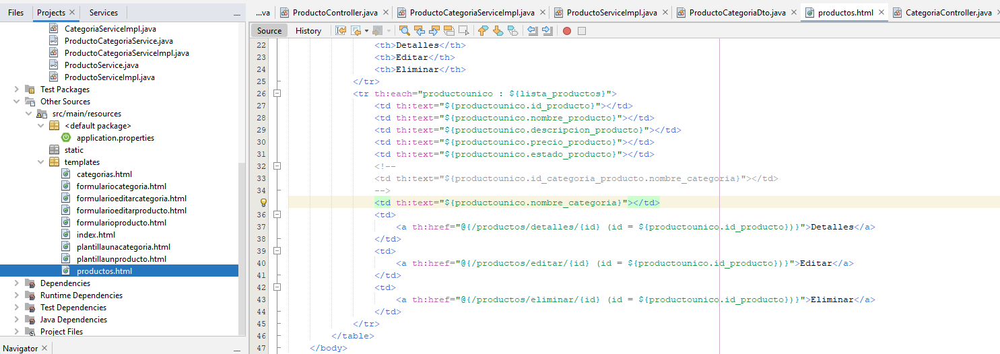 Files Projects Services
CategoriaServiceImpl.java
ProductoCategoriaService.java
ProductoCategoriaServiceImpl.java
ProductoService.java
ProductoServiceImpl.java
Test Packages
Other Sources
src/main/resources
<default package>
application.properties
static
templates
categorias.html
formulariocategoria.html
formularioeditarcategoria.html
formularioeditarproducto.html
formularioproducto.html
index.html
plantillaunacategoria.html
plantillaunproducto.html
productos.html
Dependencies
Runtime Dependencies
Test Dependencies
Java Dependencies
Project Files
Navigator
...va ProductoController.java ProductoCategoriaServiceImpl.java ProductoServiceImpl.java ProductoCategoriaDto.java productos.html CategoriaController.java
Source History
22 <th>Detalles</th>
23 <th>Editar</th>
24 <th>Eliminar</th>
25 </tr>
26 <tr th:each="productounico : ${lista_productos}">
27 <td th:text="${productounico.id_producto}"></td>
28 <td th:text="${productounico.nombre_producto}"></td>
29 <td th:text="${productounico.descripcion_producto}"></td>
30 <td th:text="${productounico.precio_producto}"></td>
31 <td th:text="${productounico.estado_producto}"></td>
32 <!--
33 <td th:text="${productounico.id_categoria_producto.nombre_categoria}"></td>
34 -->
<td th:text="${productounico.nombre_categoria}"></td>
36 <td>
37 <a th:href="@{/productos/detalles/{id} (id = ${productounico.id_producto})}">Detalles</a>
38 </td>
39 <td>
40 <a th:href="@{/productos/editar/{id} (id = ${productounico.id_producto})}">Editar</a>
41 </td>
42 <td>
43 <a th:href="@{/productos/eliminar/{id} (id = ${productounico.id_producto})}">Eliminar</a>
44 </td>
45 </tr>
46 </table>
47 </body>